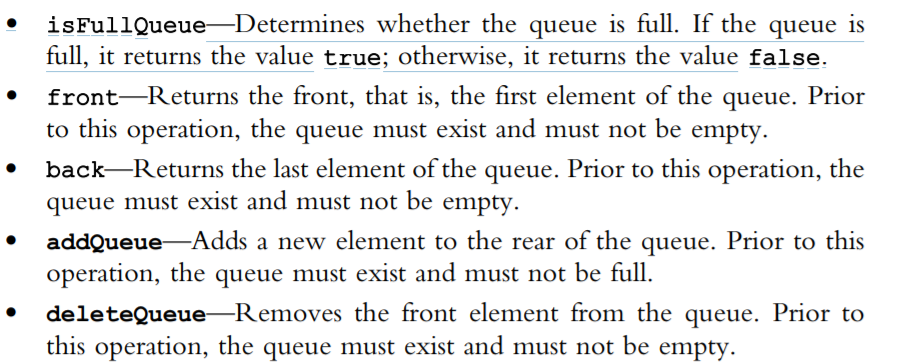 • isFullQueue—Determines whether the queue is full. If the queue is
full, it returns the value true; otherwise, it returns the value false.
• front—Returns the front, that is, the first element of the queue. Prior
to this operation, the queue must exist and must not be empty.
• back—Returns the last element of the queue. Prior to this operation, the
queue must exist and must not be empty.
• addQueue—Adds a new element to the rear of the queue. Prior to this
operation, the queue must exist and must not be full.
• deleteQueue—Removes the front element from the queue. Prior to
this operation, the queue must exist and must not be empty.